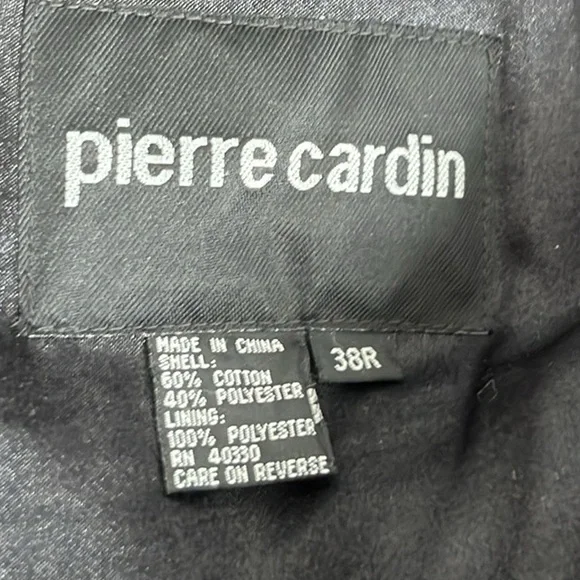 pierre cardin
MADE IN CHINA
SHELL:
60% COTTON
40% POLYESTER
LINING:
100% POLYESTER
RN 40330
CARE ON REVERSE
38R